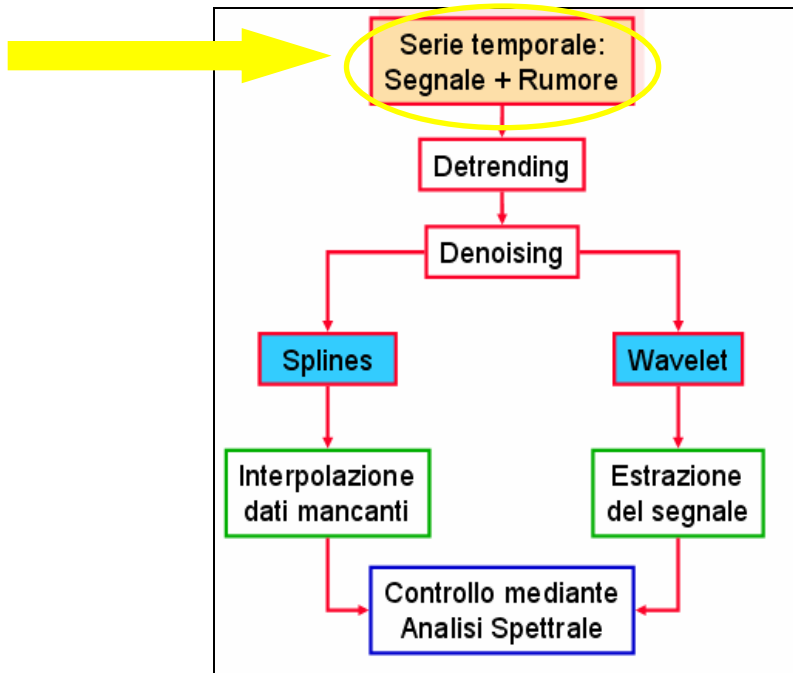 Serie temporale:
Segnale + Rumore
Detrending
Denoising
Splines
Wavelet
Interpolazione
dati mancanti
Estrazione
del segnale
Controllo mediante
Analisi Spettrale